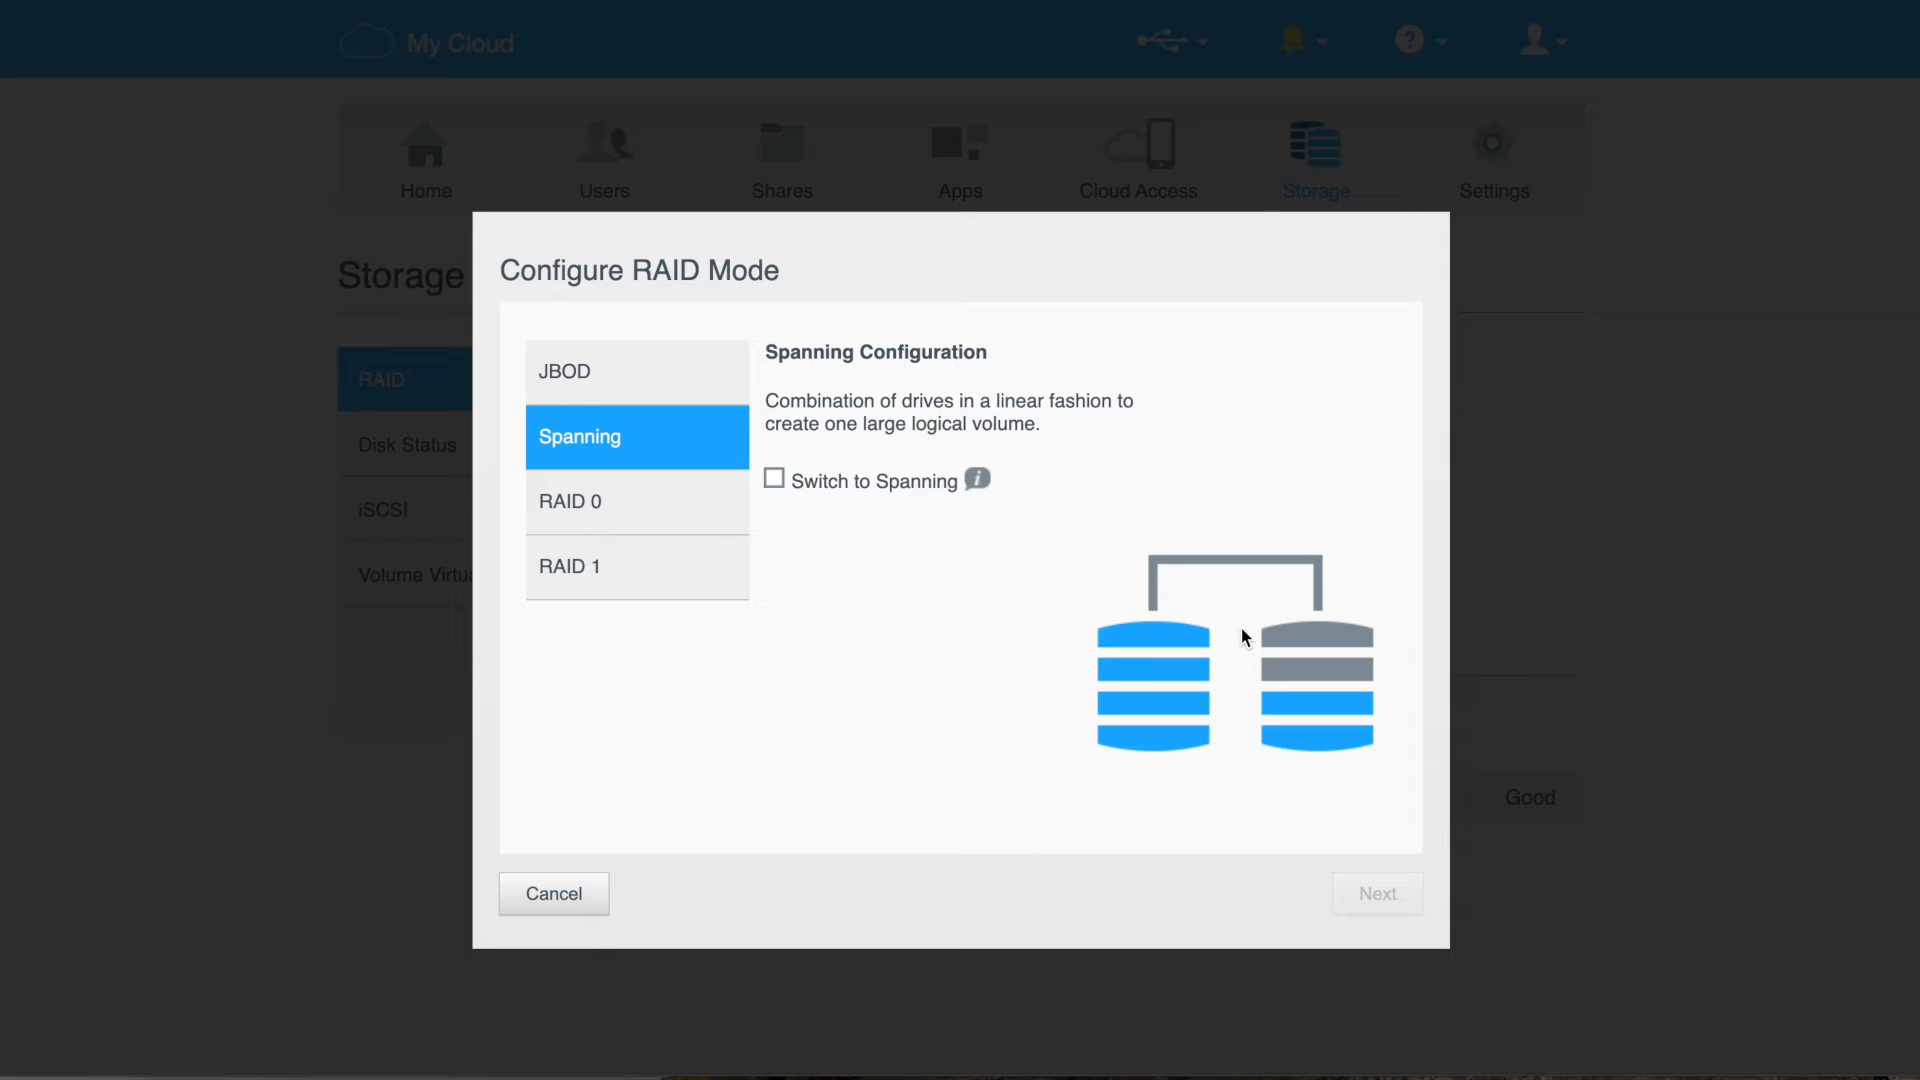 My Cloud
?
Home
Users
Shares
Apps
Cloud Access
Storage
Settings
Storage
RAID
Disk Status
iSCSI
Volume Virtua
Configure RAID Mode
JBOD
Spanning
RAID 0
RAID 1
Spanning Configuration
Combination of drives in a linear fashion to
create one large logical volume.
Switch to Spanning i
Good
Cancel
Next